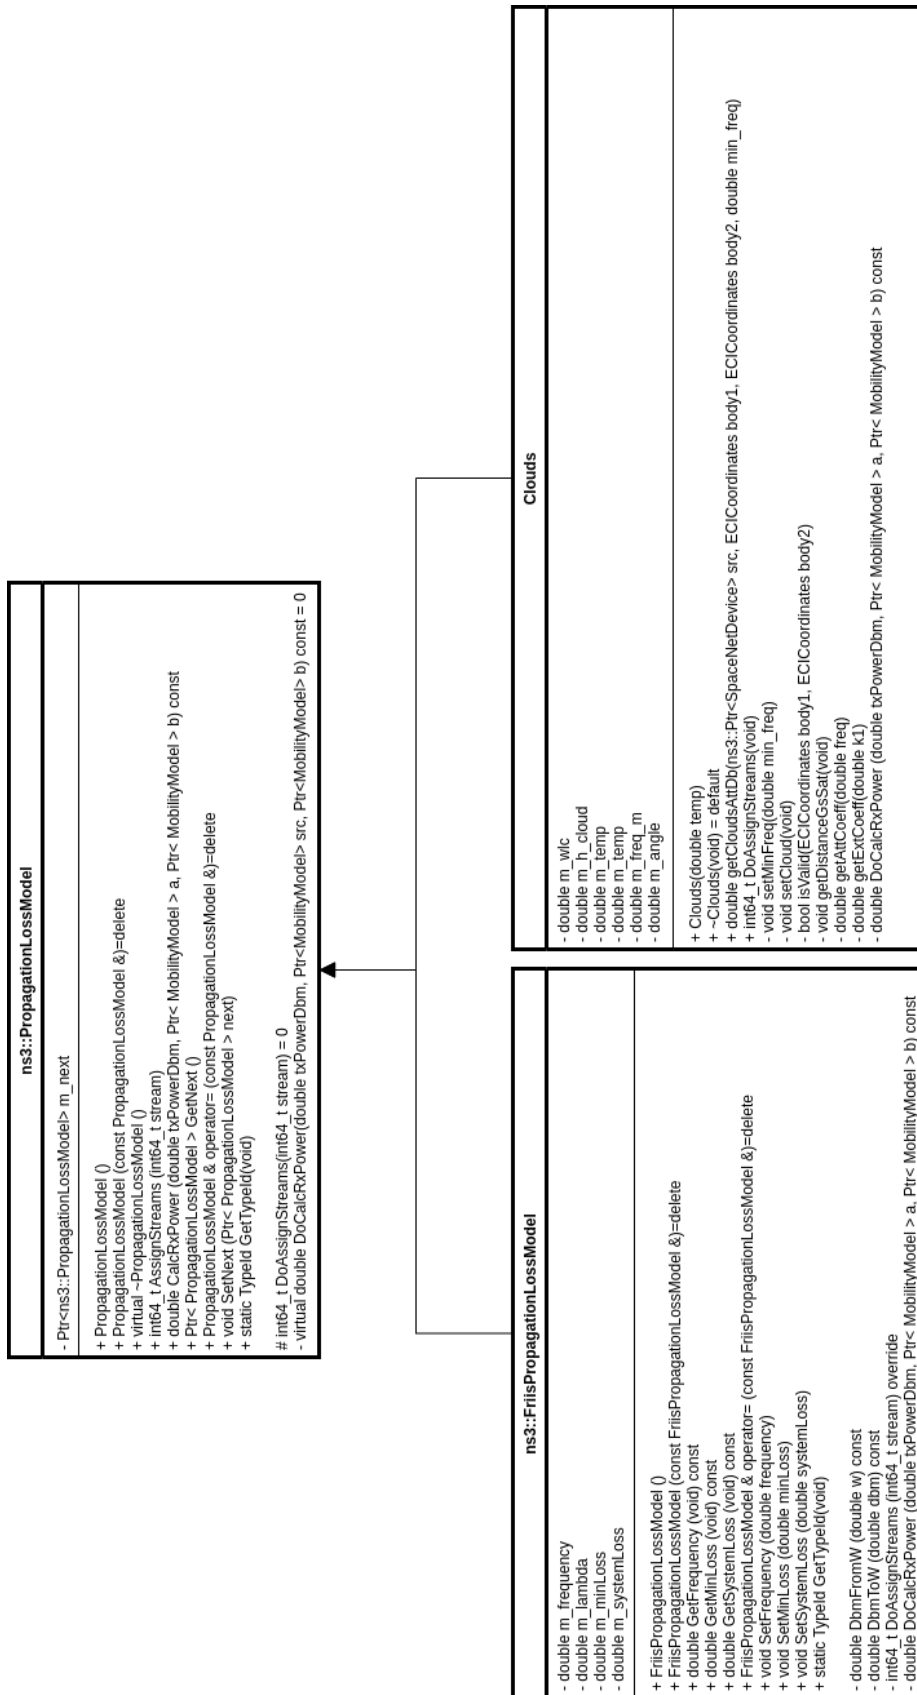 ns3::PropagationLossModel
- Ptr<ns3::PropagationLossModel> m_next
+ PropagationLossModel ()
+ PropagationLossModel (const PropagationLossModel &)=delete
+ virtual ~PropagationLossModel ()
+ int64_t AssignStreams (int64_t stream)
+ double CalcRxPower (double txPowerDbm, Ptr< MobilityModel > a, Ptr< MobilityModel > b) const
+ Ptr< PropagationLossModel > GetNext ()
+ PropagationLossModel & operator= (const PropagationLossModel &)=delete
+ void SetNext (Ptr< PropagationLossModel > next)
+ static TypeId GetTypeId(void)
# int64_t DoAssignStreams(int64_t stream) = 0
- virtual double DoCalcRxPower(double txPowerDbm, Ptr<MobilityModel> src, Ptr<MobilityModel> b) const = 0
ns3::FriisPropagationLossModel
- double m_frequency
- double m_lambda
- double m_minLoss
- double m_systemLoss
+ FriisPropagationLossModel ()
+ FriisPropagationLossModel (const FriisPropagationLossModel &)=delete
+ double GetFrequency (void) const
+ double GetMinLoss (void) const
+ double GetSystemLoss (void) const
+ FriisPropagationLossModel & operator= (const FriisPropagationLossModel &)=delete
+ void SetFrequency (double frequency)
+ void SetMinLoss (double minLoss)
+ void SetSystemLoss (double systemLoss)
+ static TypeId GetTypeId(void)
- double DbmFromW (double w) const
- double DbmToW (double dbm) const
- int64_t DoAssignStreams (int64_t stream) override
- double DoCalcRxPower (double txPowerDbm, Ptr< MobilityModel > a, Ptr< MobilityModel > b) const
Clouds
- double m_wlc
- double m_h_cloud
- double m_temp
- double m_temp
- double m_freq_m
- double m_angle
+ Clouds(double temp)
+ ~Clouds(void) = default
+ double getCloudsAttDb(ns3::Ptr<SpaceNetDevice> src, ECICoordinates body1, ECICoordinates body2, double min_freq)
+ int64_t DoAssignStreams(void)
- void setMinFreq(double min_freq)
- void setCloud(void)
- bool isValid(ECICoordinates body1, ECICoordinates body2)
- void getDistanceGsSat(void)
- double getAttCoeff(double freq)
- double getExtCoeff(double k1)
- double DoCalcRxPower (double txPowerDbm, Ptr< MobilityModel > a, Ptr< MobilityModel > b) const